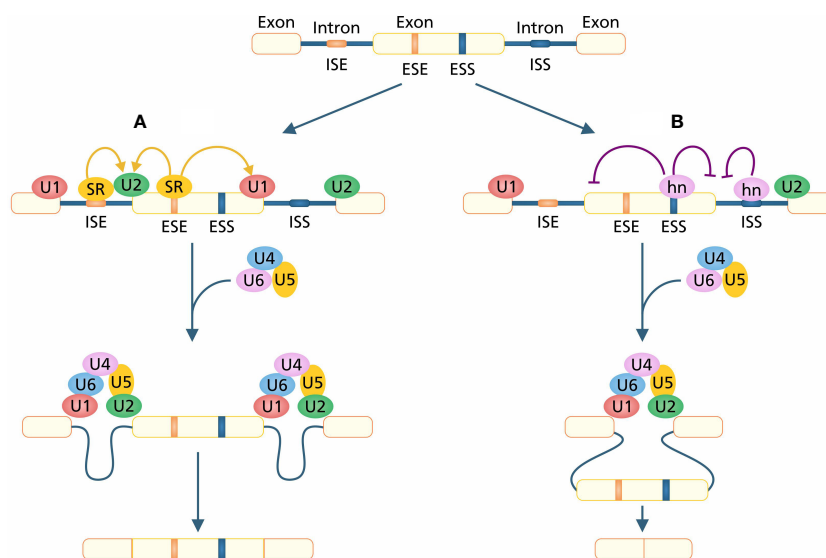 Exon Intron Exon Intron Exon
ISE ESE ESS ISS
A B
U1 SR U2 SR U1 U2
ISE ESE ESS ISS
U1 hn hn U2
ISE ESE ESS ISS
U4
U6 U5
U4
U6 U5
U4
U6 U5
U1 U2
U4
U6 U5
U1 U2
U4
U6 U5
U1 U2